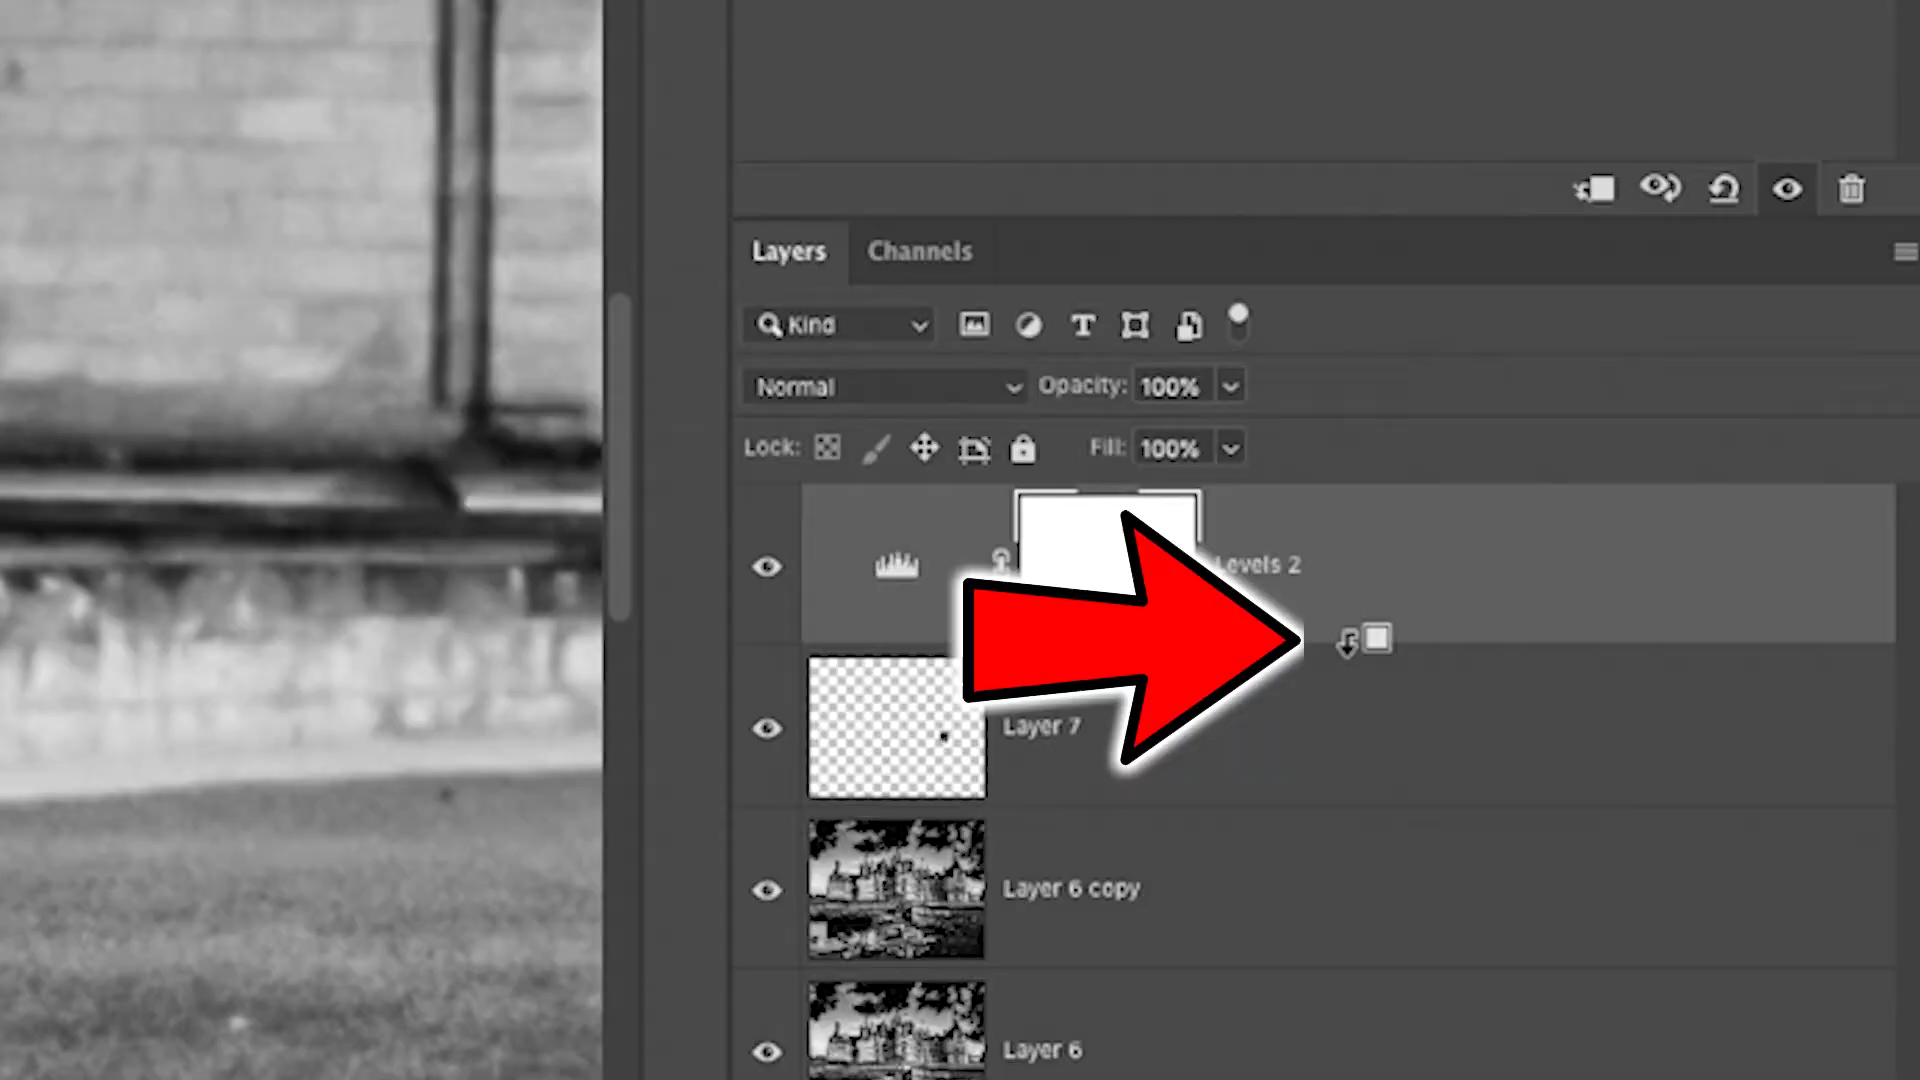 Layers Channels
Kind
Normal Opacity: 100%
Lock: Fill: 100%
Levels 2
Layer 7
Layer 6 copy
Layer 6